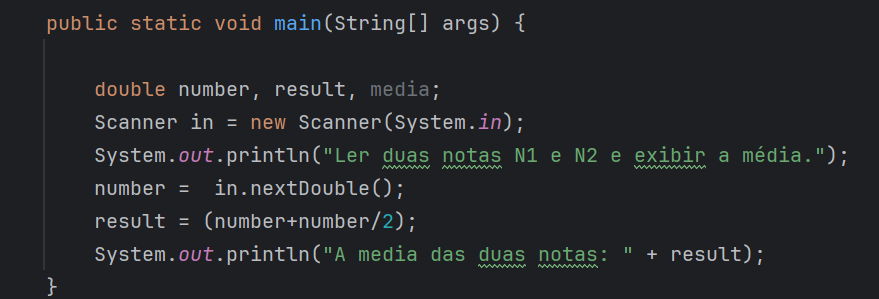 public static void main(String[] args) {
double number, result, media;
Scanner in = new Scanner(System.in);
System.out.println("Ler duas notas N1 e N2 e exibir a média.");
number =  in.nextDouble();
result = (number+number/2);
System.out.println("A media das duas notas: " + result);
}